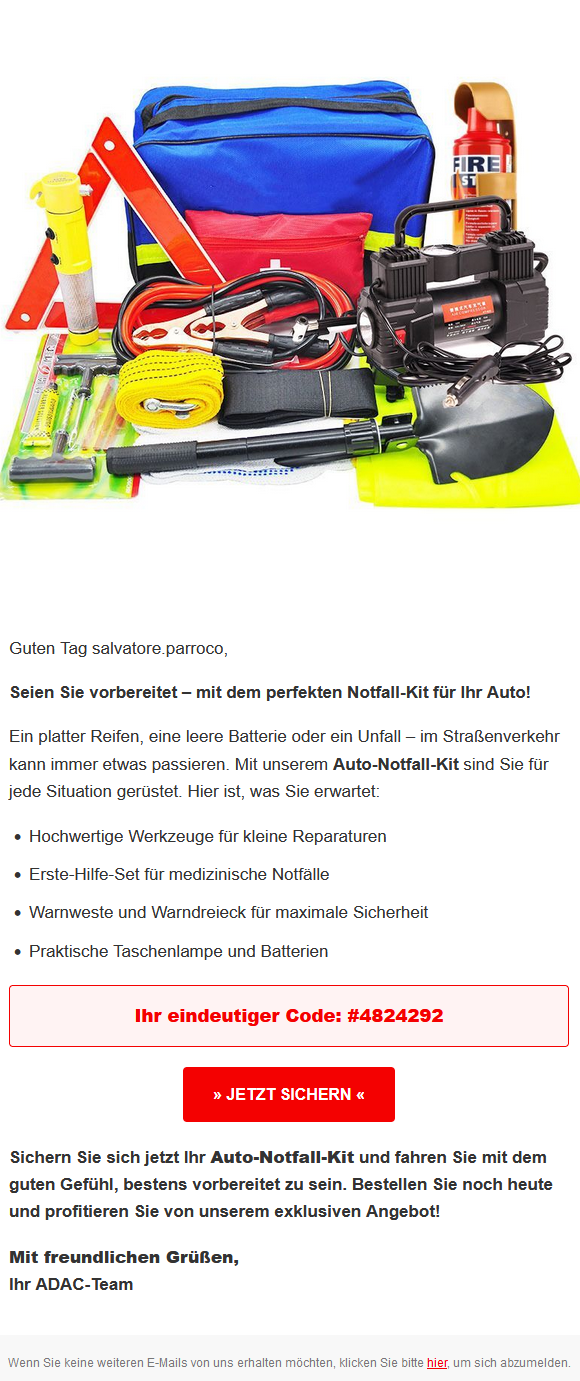 FIRE
ST
Guten Tag salvatore.parroco,
Seien Sie vorbereitet – mit dem perfekten Notfall-Kit für Ihr Auto!
Ein platter Reifen, eine leere Batterie oder ein Unfall – im Straßenverkehr
kann immer etwas passieren. Mit unserem Auto-Notfall-Kit sind Sie für
jede Situation gerüstet. Hier ist, was Sie erwartet:
• Hochwertige Werkzeuge für kleine Reparaturen
• Erste-Hilfe-Set für medizinische Notfälle
• Warnweste und Warndreieck für maximale Sicherheit
• Praktische Taschenlampe und Batterien
Ihr eindeutiger Code: #4824292
» JETZT SICHERN «
Sichern Sie sich jetzt Ihr Auto-Notfall-Kit und fahren Sie mit dem
guten Gefühl, bestens vorbereitet zu sein. Bestellen Sie noch heute
und profitieren Sie von unserem exklusiven Angebot!
Mit freundlichen Grüßen,
Ihr ADAC-Team
Wenn Sie keine weiteren E-Mails von uns erhalten möchten, klicken Sie bitte hier, um sich abzumelden.